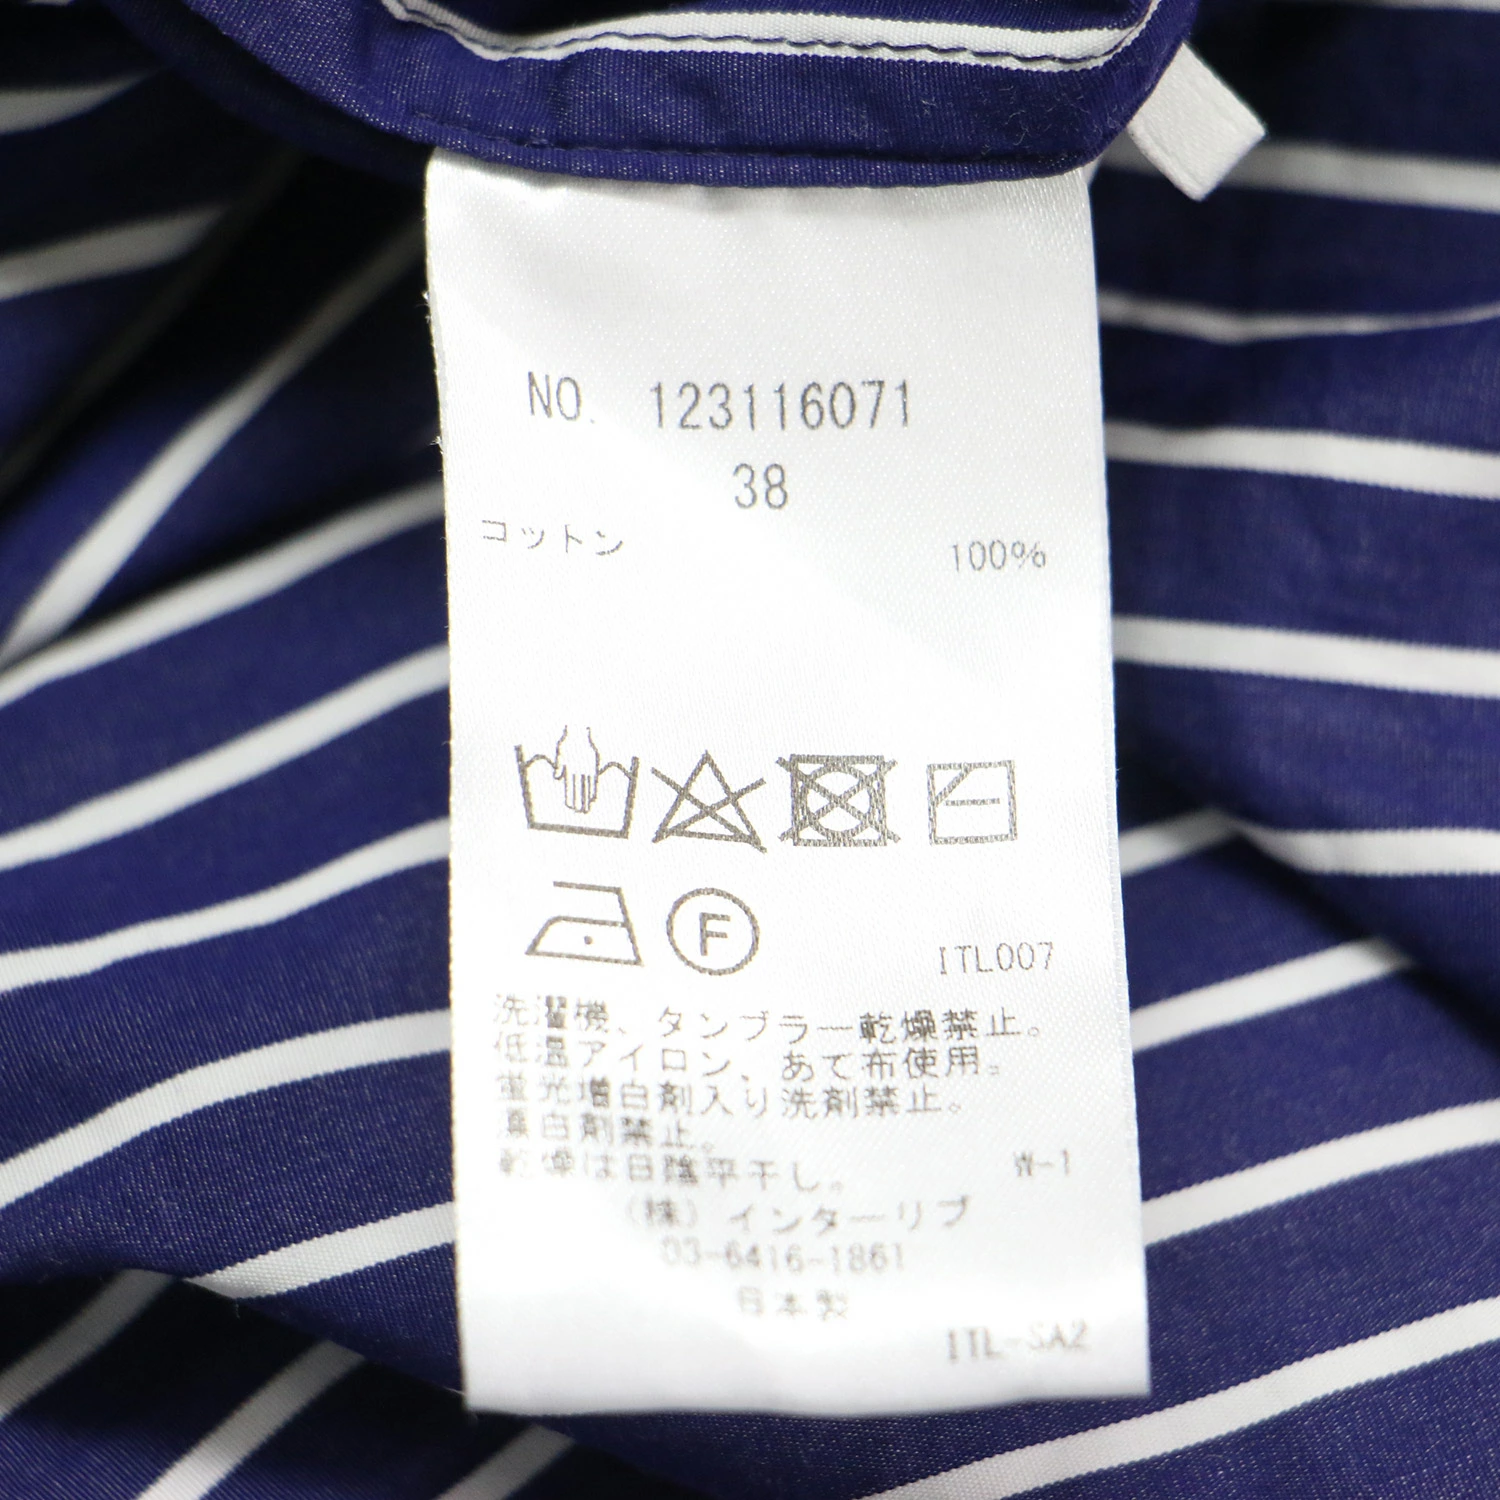 NO. 123116071
38
コットン 100%
F
ITL007
洗濯機、タンブラー乾燥禁止。
低温アイロン、あて布使用。
蛍光増白剤入り洗剤禁止。
漂白剤禁止。
乾燥は日陰平干し。 W-1
(株)インターリブ
03-6416-1861
日本製
ITL-SA2